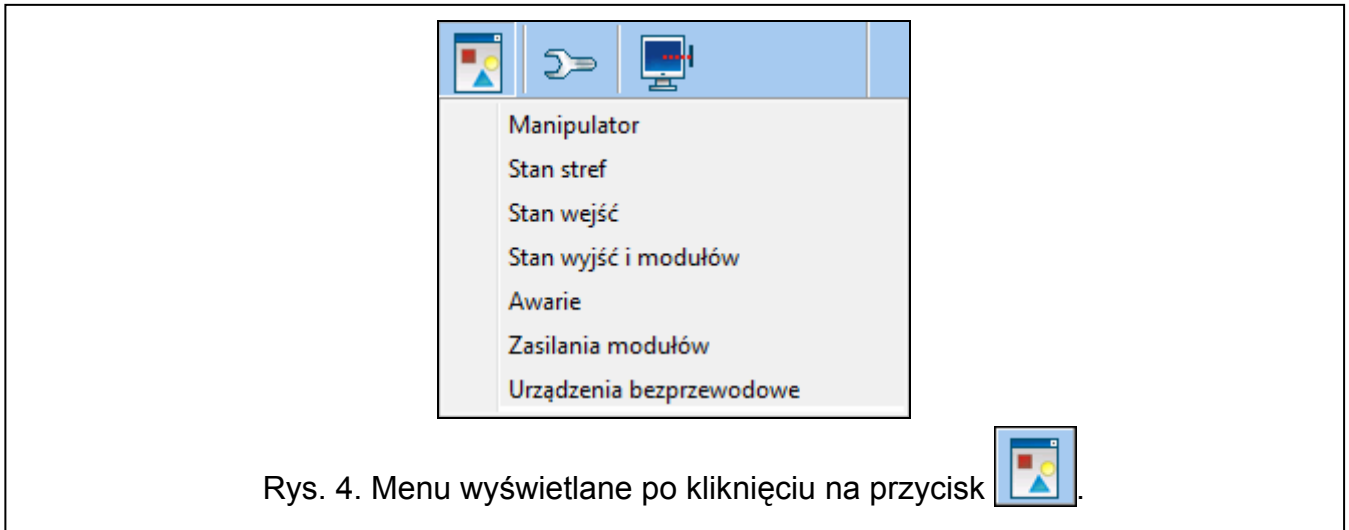 Manipulator
Stan stref
Stan wejść
Stan wyjść i modułów
Awarie
Zasilania modułów
Urządzenia bezprzewodowe
Rys. 4. Menu wyświetlane po kliknięciu na przycisk .